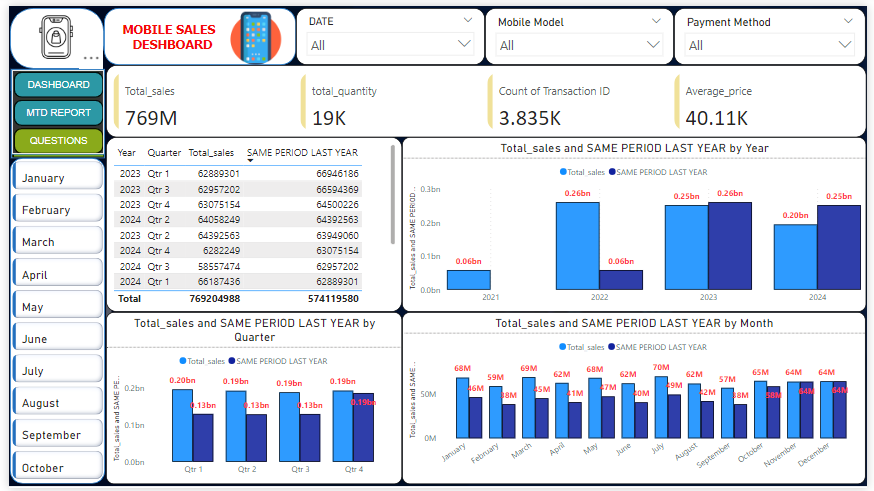 MOBILE SALES
DESHBOARD
DATE
All
Mobile Model
All
Payment Method
All
DASHBOARD
MTD REPORT
QUESTIONS
January
February
March
April
May
June
July
August
September
October
Total_sales
769M
total_quantity
19K
Count of Transaction ID
3.835K
Average_price
40.11K
Year Quarter Total_sales SAME PERIOD LAST YEAR
2023 Qtr 1 62889301 66946186
2023 Qtr 3 62957202 66594369
2023 Qtr 4 63075154 64500226
2024 Qtr 2 64058249 64392563
2023 Qtr 2 64392563 63949060
2024 Qtr 4 6282249 63075154
2024 Qtr 3 58557474 62957202
2024 Qtr 1 66187436 62889301
Total 769204988 574119580
Total_sales and SAME PERIOD LAST YEAR by Year
Total_sales SAME PERIOD LAST YEAR
Total_sales and SAME PERIOD ...
0.3bn
0.2bn
0.1bn
0.0bn
0.06bn
0.26bn
0.06bn
0.25bn
0.26bn
0.20bn
0.25bn
2021 2022 2023 2024
Total_sales and SAME PERIOD LAST YEAR by
Quarter
Total_sales SAME PERIOD LAST YEAR
Total_sales and SAME PE...
0.2bn
0.1bn
0.0bn
0.20bn
0.13bn
0.19bn
0.13bn
0.19bn
0.13bn
0.19bn
0.19bn
Qtr 1 Qtr 2 Qtr 3 Qtr 4
Total_sales and SAME PERIOD LAST YEAR by Month
Total_sales SAME PERIOD LAST YEAR
Total_sales and SAME...
50M
0M
68M
46M
59M
38M
69M
45M
62M
41M
68M
47M
62M
40M
70M
49M
62M
42M
57M
38M
65M
58M
64M
64M
64M
64M
January February March April May June July August September October November December